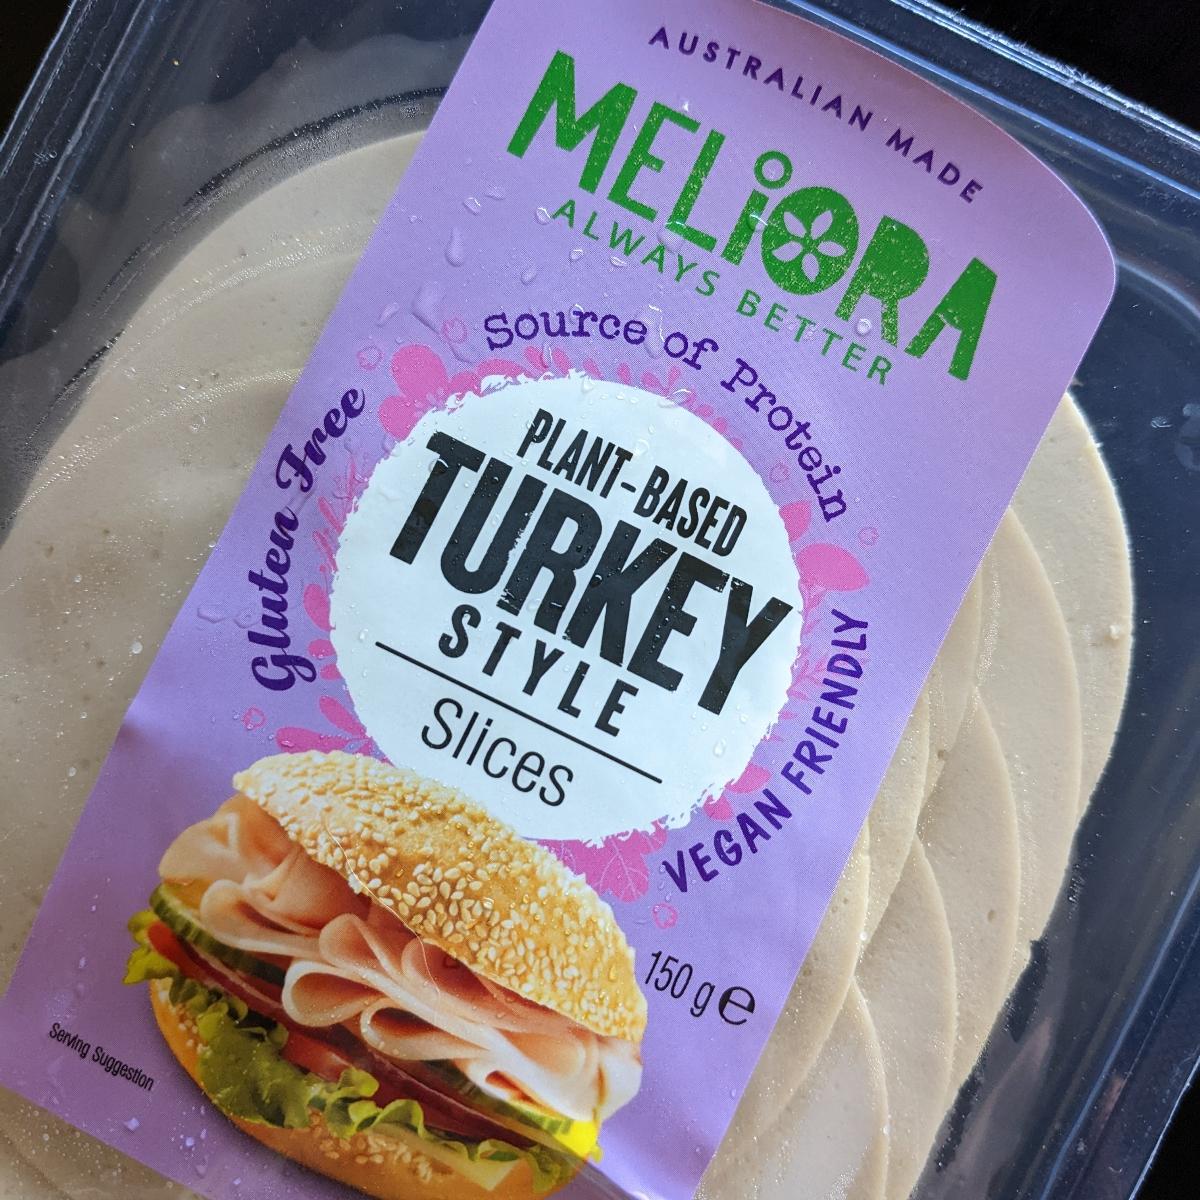 AUSTRALIAN MADE
MELiORA
ALWAYS BETTER
Source of Protein
Gluten Free
PLANT-BASED
TURKEY
STYLE
Slices
VEGAN FRIENDLY
150 g ℮
Serving Suggestion